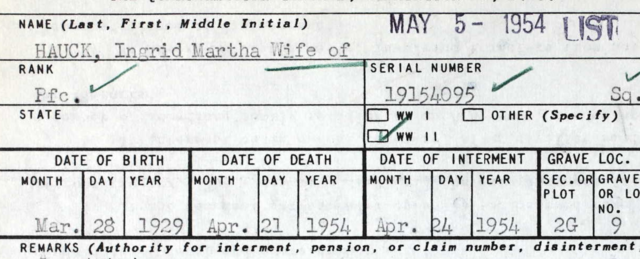 NAME (Last, First, Middle Initial) MAY 5- 1954 LIST
HAUCK, Ingrid Martha Wife of
RANK SERIAL NUMBER
Pfc. 19154095 Sq.
STATE WW I OTHER (Specify)
WW II
DATE OF BIRTH DATE OF DEATH DATE OF INTERMENT GRAVE LOC.
MONTH DAY YEAR MONTH DAY YEAR MONTH DAY YEAR SEC. OR PLOT GRAVE OR LO NO.
Mar. 28 1929 Apr. 21 1954 Apr. 24 1954 2G 9
REMARKS (Authority for interment, pension, or claim number, disinterment,